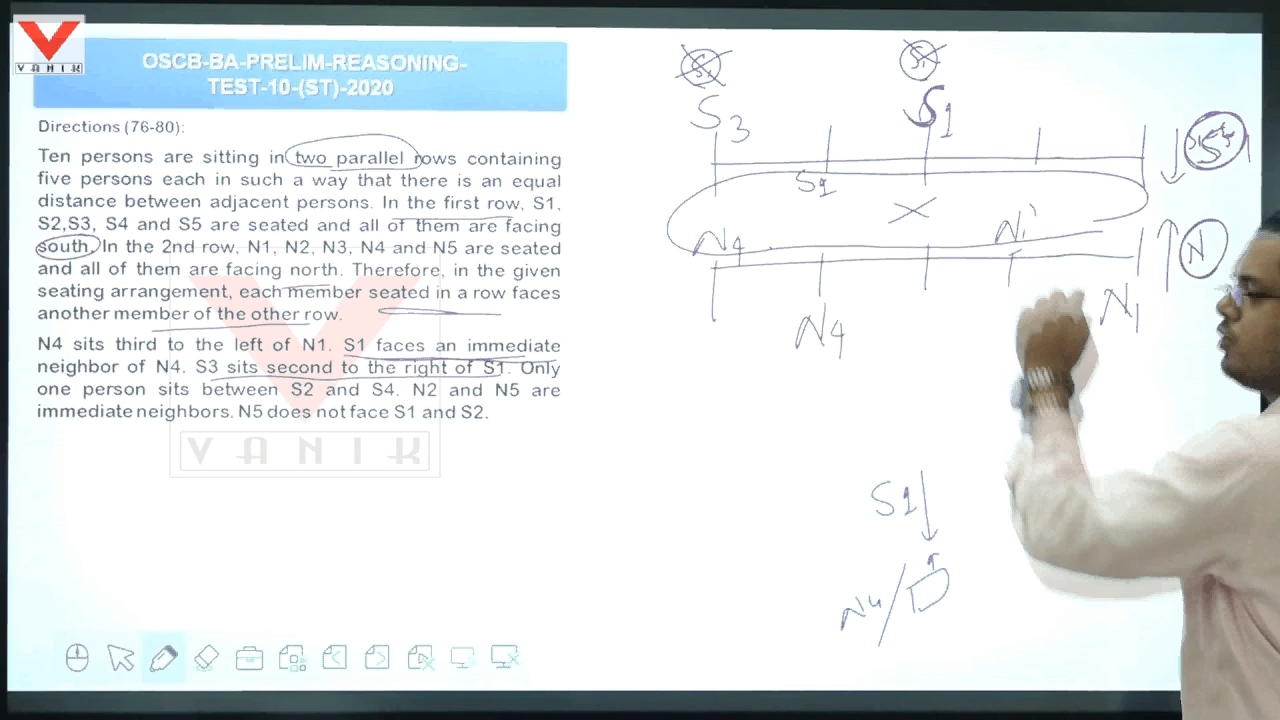 VANIK
OSCB-BA-PRELIM-REASONING-
TEST-10-(ST)-2020
Directions (76-80):
Ten persons are sitting in two parallel rows containing
five persons each in such a way that there is an equal
distance between adjacent persons. In the first row, S1,
S2,S3, S4 and S5 are seated and all of them are facing
south. In the 2nd row, N1, N2, N3, N4 and N5 are seated
and all of them are facing north. Therefore, in the given
seating arrangement, each member seated in a row faces
another member of the other row.
N4 sits third to the left of N1. S1 faces an immediate
neighbor of N4. S3 sits second to the right of S1. Only
one person sits between S2 and S4. N2 and N5 are
immediate neighbors. N5 does not face S1 and S2.
VANIK
S1 S1
S3 S1
S1
N4 N1
N
N4 N1
S1
N4/